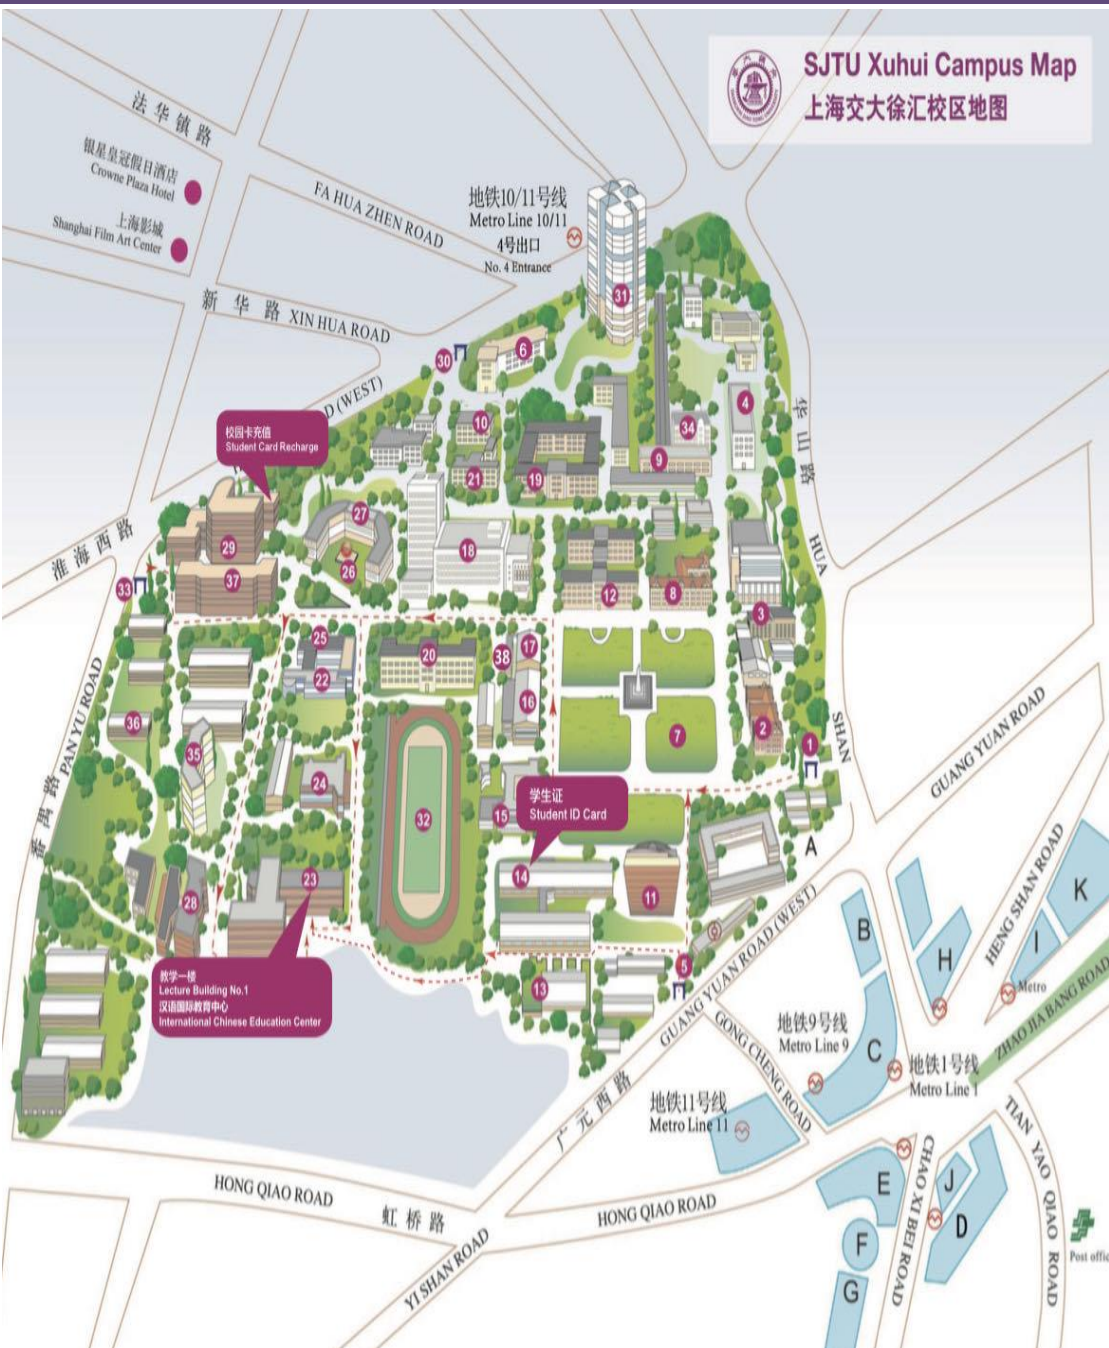 SJTU Xuhui Campus Map
上海交大徐汇校区地图
法华镇路
银星皇冠假日酒店
Crowne Plaza Hotel
上海影城
Shanghai Film Art Center
FA HUA ZHEN ROAD
地铁10/11号线
Metro Line 10/11
4号出口
No. 4 Entrance
新华路 XIN HUA ROAD
31
30
6
D (WEST)
4
华山路
校园卡充值
Student Card Recharge
10
34
9
21
19
淮海西路
27
29
18
26
HUA
33
37
12
8
3
25
20
38
17
22
16
PAN YU ROAD
番禺路
36
7
2
1
SHAN
35
GUANG YUAN ROAD
24
学生证
Student ID Card
32
15
A
HENG SHAN ROAD
14
23
11
28
B
K
H
I
教学一楼
Lecture Building No.1
汉语国际教育中心
International Chinese Education Center
5
13
GUANG YUAN ROAD (WEST)
广元西路
Metro
ZHAO JIA BANG ROAD
GONG CHENG ROAD
地铁9号线
Metro Line 9
C
地铁1号线
Metro Line 1
地铁11号线
Metro Line 11
TIAN YAO QIAO ROAD
HONG QIAO ROAD
虹桥路
HONG QIAO ROAD
CHAO XI BEI ROAD
E
J
D
F
G
YI SHAN ROAD
Post offic